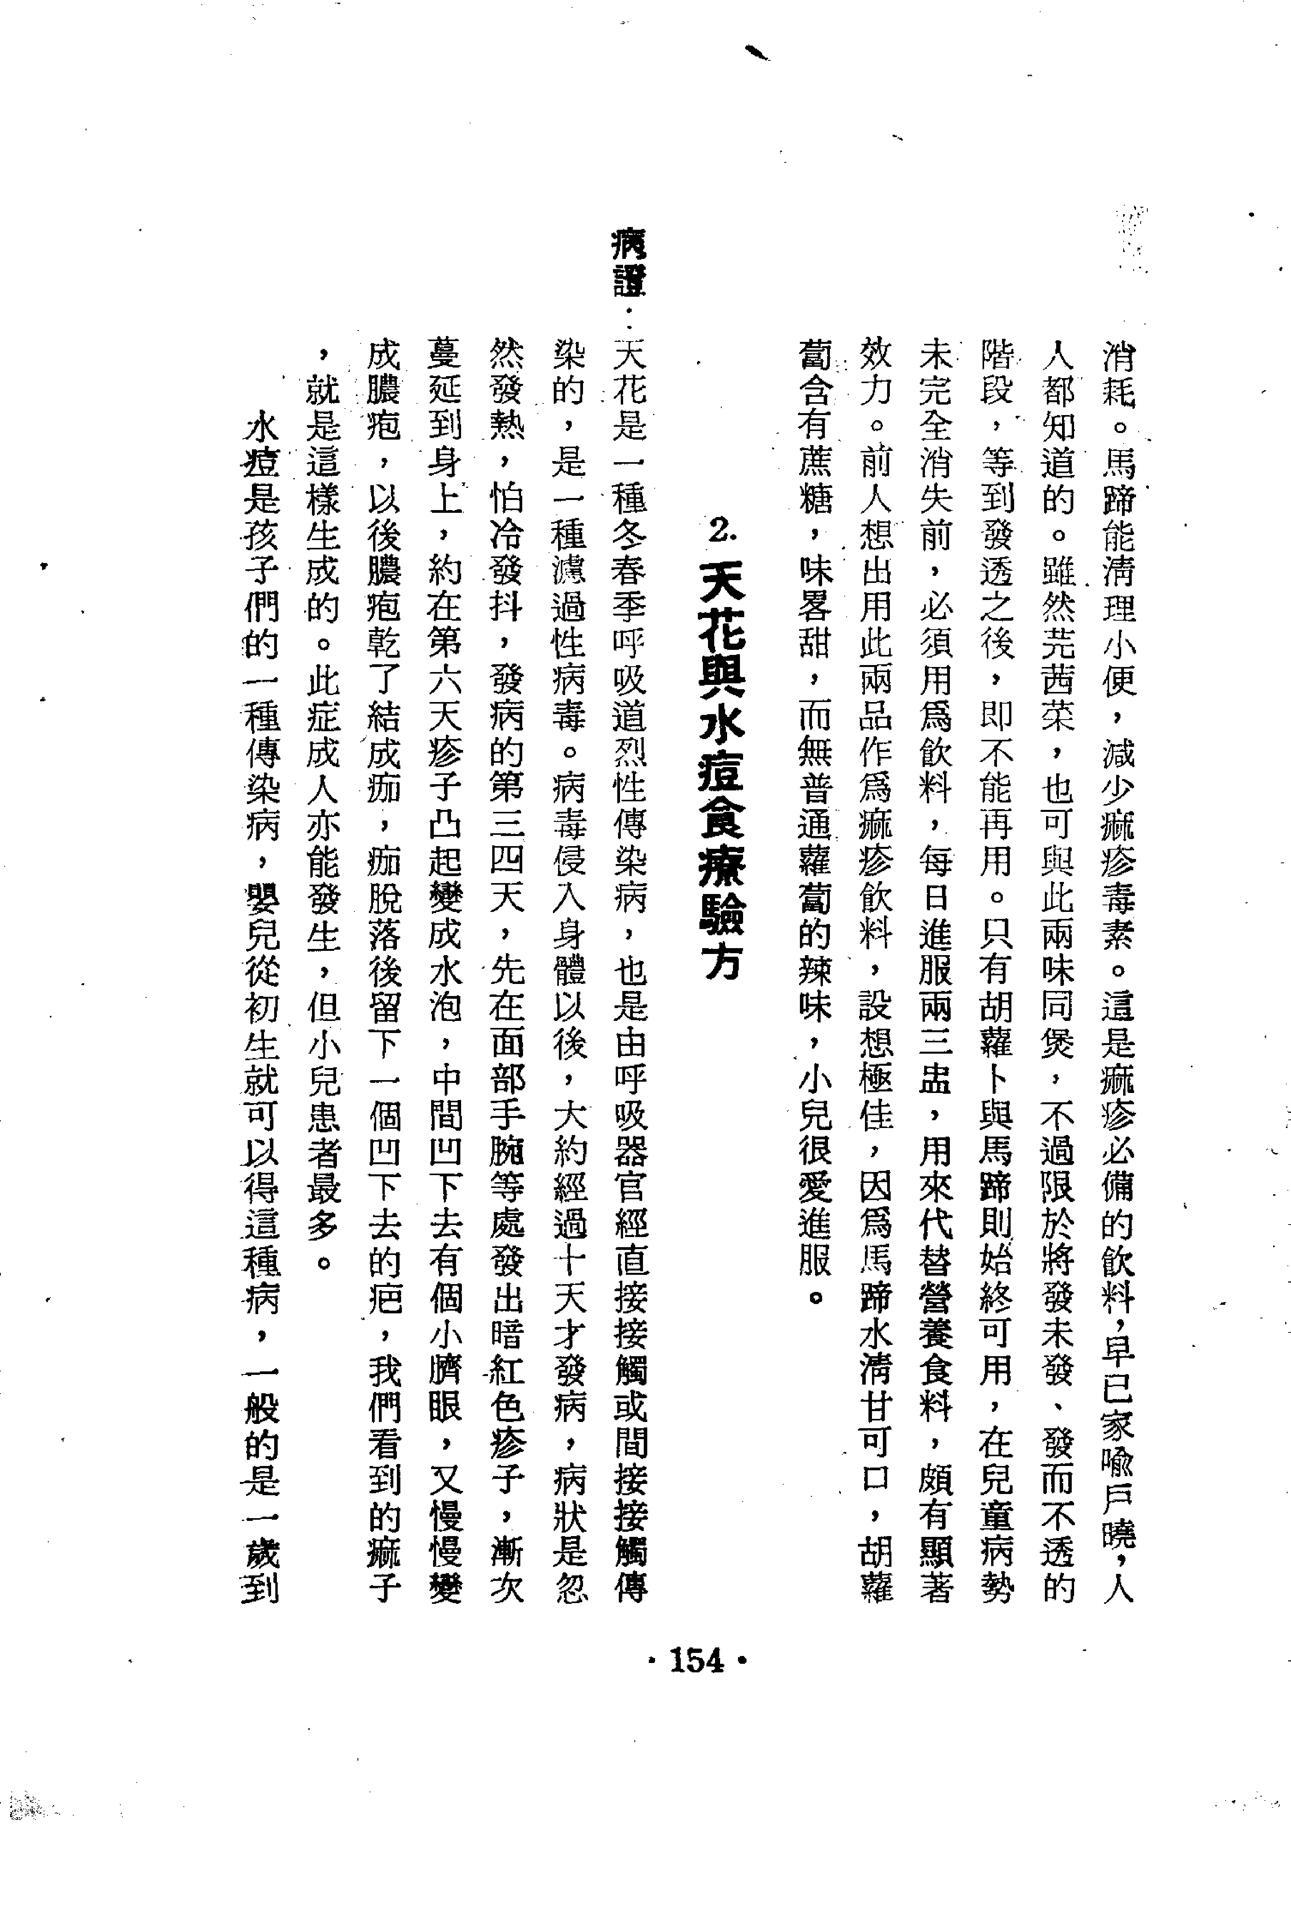 消耗。馬蹄能淸理小便，減少痲疹毒素。這是痲疹必備的飮料，早已家喩戶曉，人
人都知道的。雖然芫茜菜，也可與此兩味同煲，不過限於將發未發、發而不透的
階段，等到發透之後，即不能再用。只有胡蘿卜與馬蹄則始終可用，在兒童病勢
未完全消失前，必須用爲飮料，每日進服兩三盅，用來代替營養食料，頗有顯著
效力。前人想出用此兩品作爲痲疹飮料，設想極佳，因爲馬蹄水淸甘可口，胡蘿
蔔含有蔗糖，味畧甜，而無普通蘿蔔的辣味，小兒很愛進服。
2.天花與水痘食療驗方
病證：天花是一種冬春季呼吸道烈性傳染病，也是由呼吸器官經直接接觸或間接接觸傳
染的，是一種濾過性病毒。病毒侵入身體以後，大約經過十天才發病，病狀是忽
然發熱，怕冷發抖，發病的第三四天，先在面部手腕等處發出暗紅色疹子，漸次
蔓延到身上，約在第六天疹子凸起變成水泡，中間凹下去有個小臍眼，又慢慢變
成膿疱，以後膿疱乾了結成痂，痂脫落後留下一個凹下去的疤，我們看到的痲子
，就是這樣生成的。此症成人亦能發生，但小兒患者最多。
水痘是孩子們的一種傳染病，嬰兒從初生就可以得這種病，一般的是一歲到
·154·